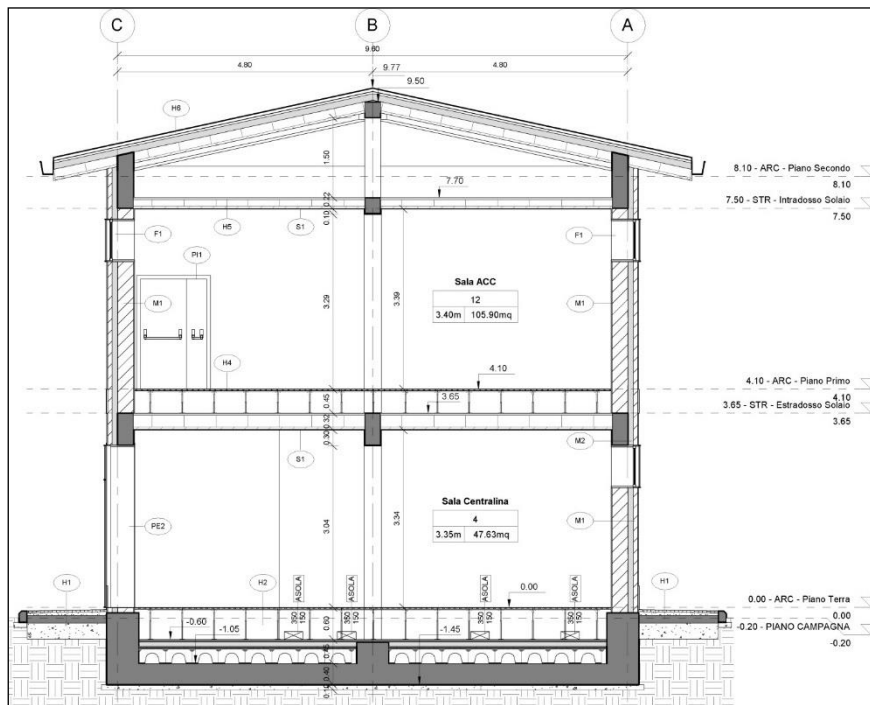 C
B
A
9.60
4.80
4.80
9.77
9.50
H6
1.50
8.10 - ARC - Piano Secondo
8.10
7.70
7.50 - STR - Intradosso Solaio
7.50
0.22
0.10
H5
S1
F1
F1
PI1
Sala ACC
12
3.40m
105.90mq
M1
3.29
3.39
M1
H4
4.10
4.10 - ARC - Piano Primo
4.10
0.45
3.65
3.65 - STR - Estradosso Solaio
3.65
0.32
0.30
S1
M2
Sala Centralina
4
3.35m
47.63mq
PE2
3.04
3.34
M1
H1
H2
ASOLA
ASOLA
ASOLA
ASOLA
H1
0.00
0.00 - ARC - Piano Terra
0.00
350
150
350
150
350
150
350
150
-0.60
0.60
-0.20 - PIANO CAMPAGNA
-0.20
-1.05
-1.45
0.45
0.40
0.10